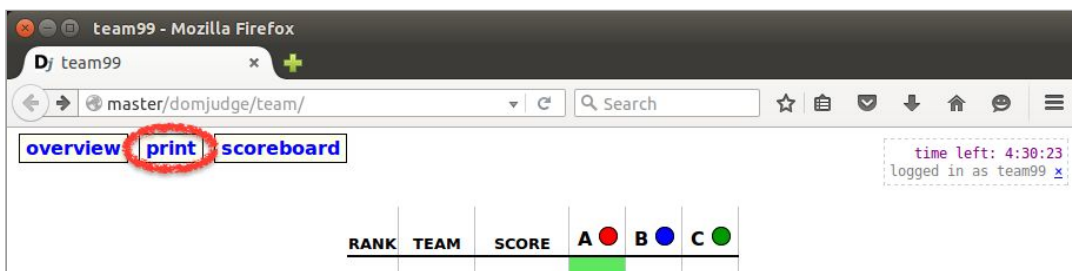 team99 - Mozilla Firefox
Dj team99
master/domjudge/team/ Search
overview print scoreboard
time left: 4:30:23
logged in as team99 ×
RANK TEAM SCORE A B C